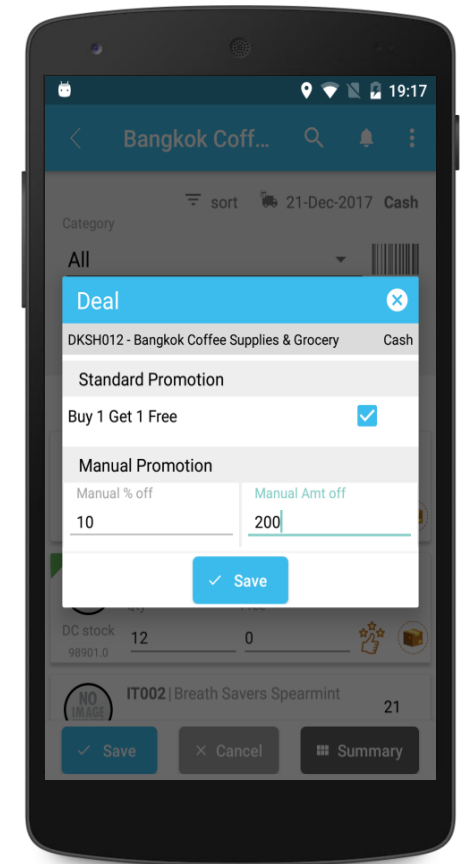 19:17
Bangkok Coff...
sort 21-Dec-2017 Cash
Category
All
Deal
DKSH012 - Bangkok Coffee Supplies & Grocery Cash
Standard Promotion
Buy 1 Get 1 Free
Manual Promotion
Manual % off Manual Amt off
10 200
Save
DC stock 12 0
98901.0
NO IT002 | Breath Savers Spearmint
IMAGE 21
Save Cancel Summary